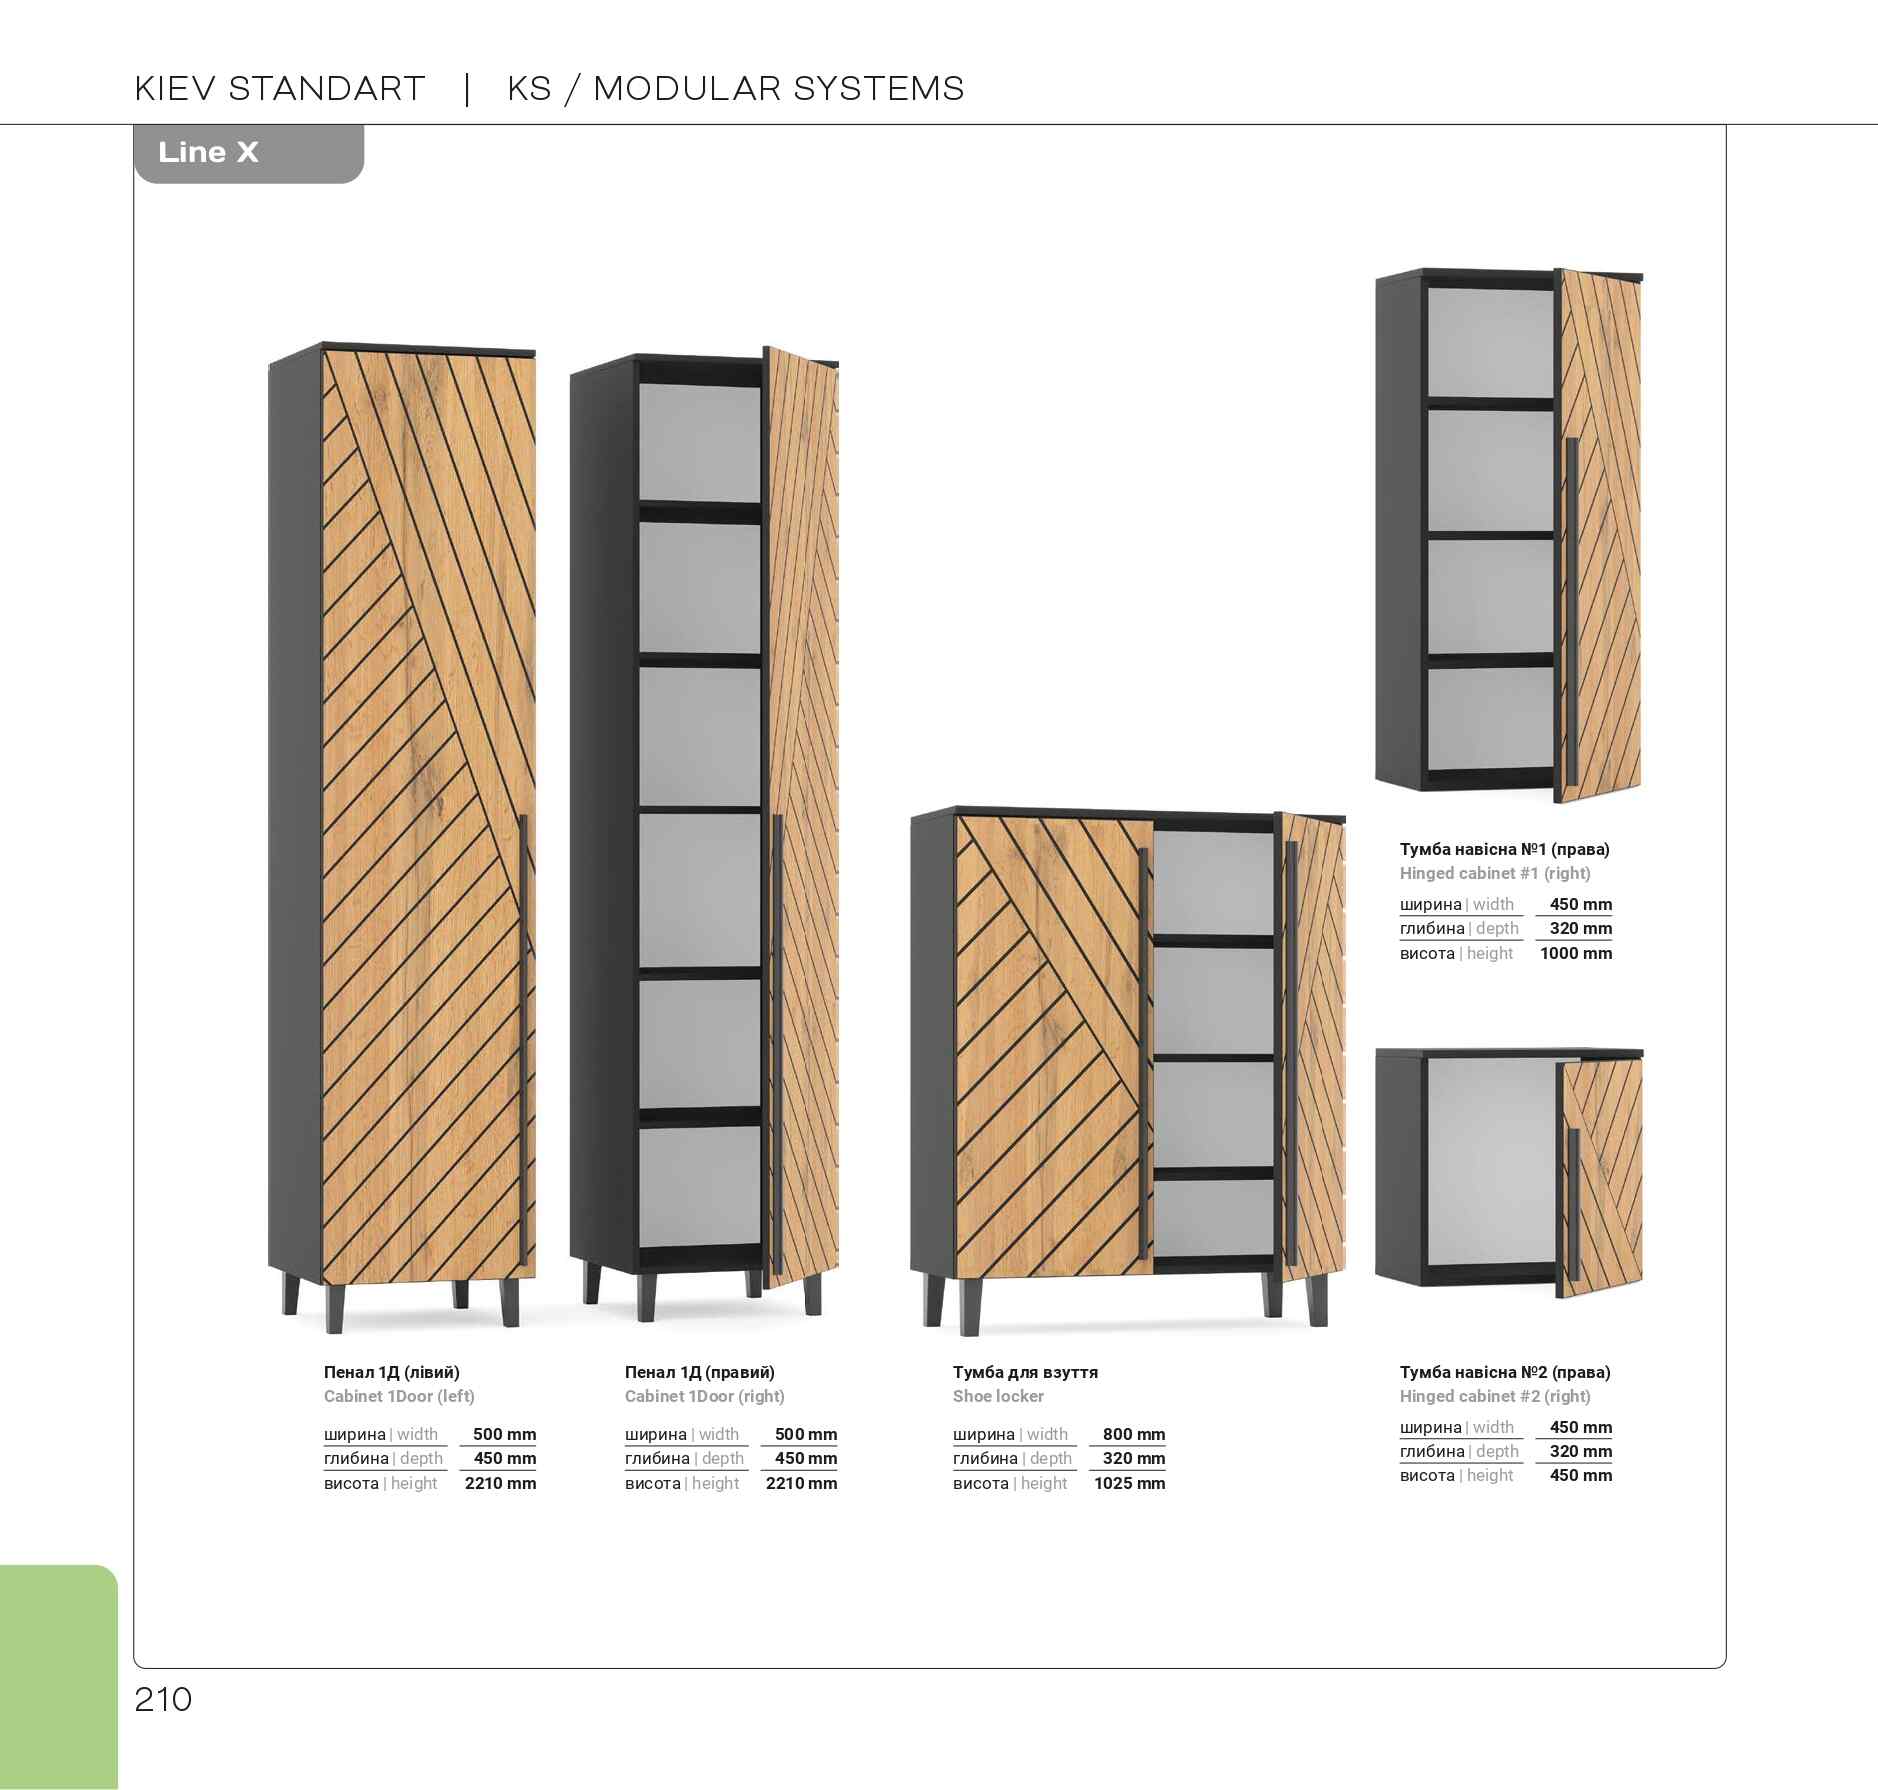 KIEV STANDART | KS / MODULAR SYSTEMS
Line X
Тумба навісна №1 (права)
Hinged cabinet #1 (right)
ширина | width 450 mm
глибина | depth 320 mm
висота | height 1000 mm
Пенал 1Д (лівий)
Cabinet 1Door (left)
ширина | width 500 mm
глибина | depth 450 mm
висота | height 2210 mm
Пенал 1Д (правий)
Cabinet 1Door (right)
ширина | width 500 mm
глибина | depth 450 mm
висота | height 2210 mm
Тумба для взуття
Shoe locker
ширина | width 800 mm
глибина | depth 320 mm
висота | height 1025 mm
Тумба навісна №2 (права)
Hinged cabinet #2 (right)
ширина | width 450 mm
глибина | depth 320 mm
висота | height 450 mm
210